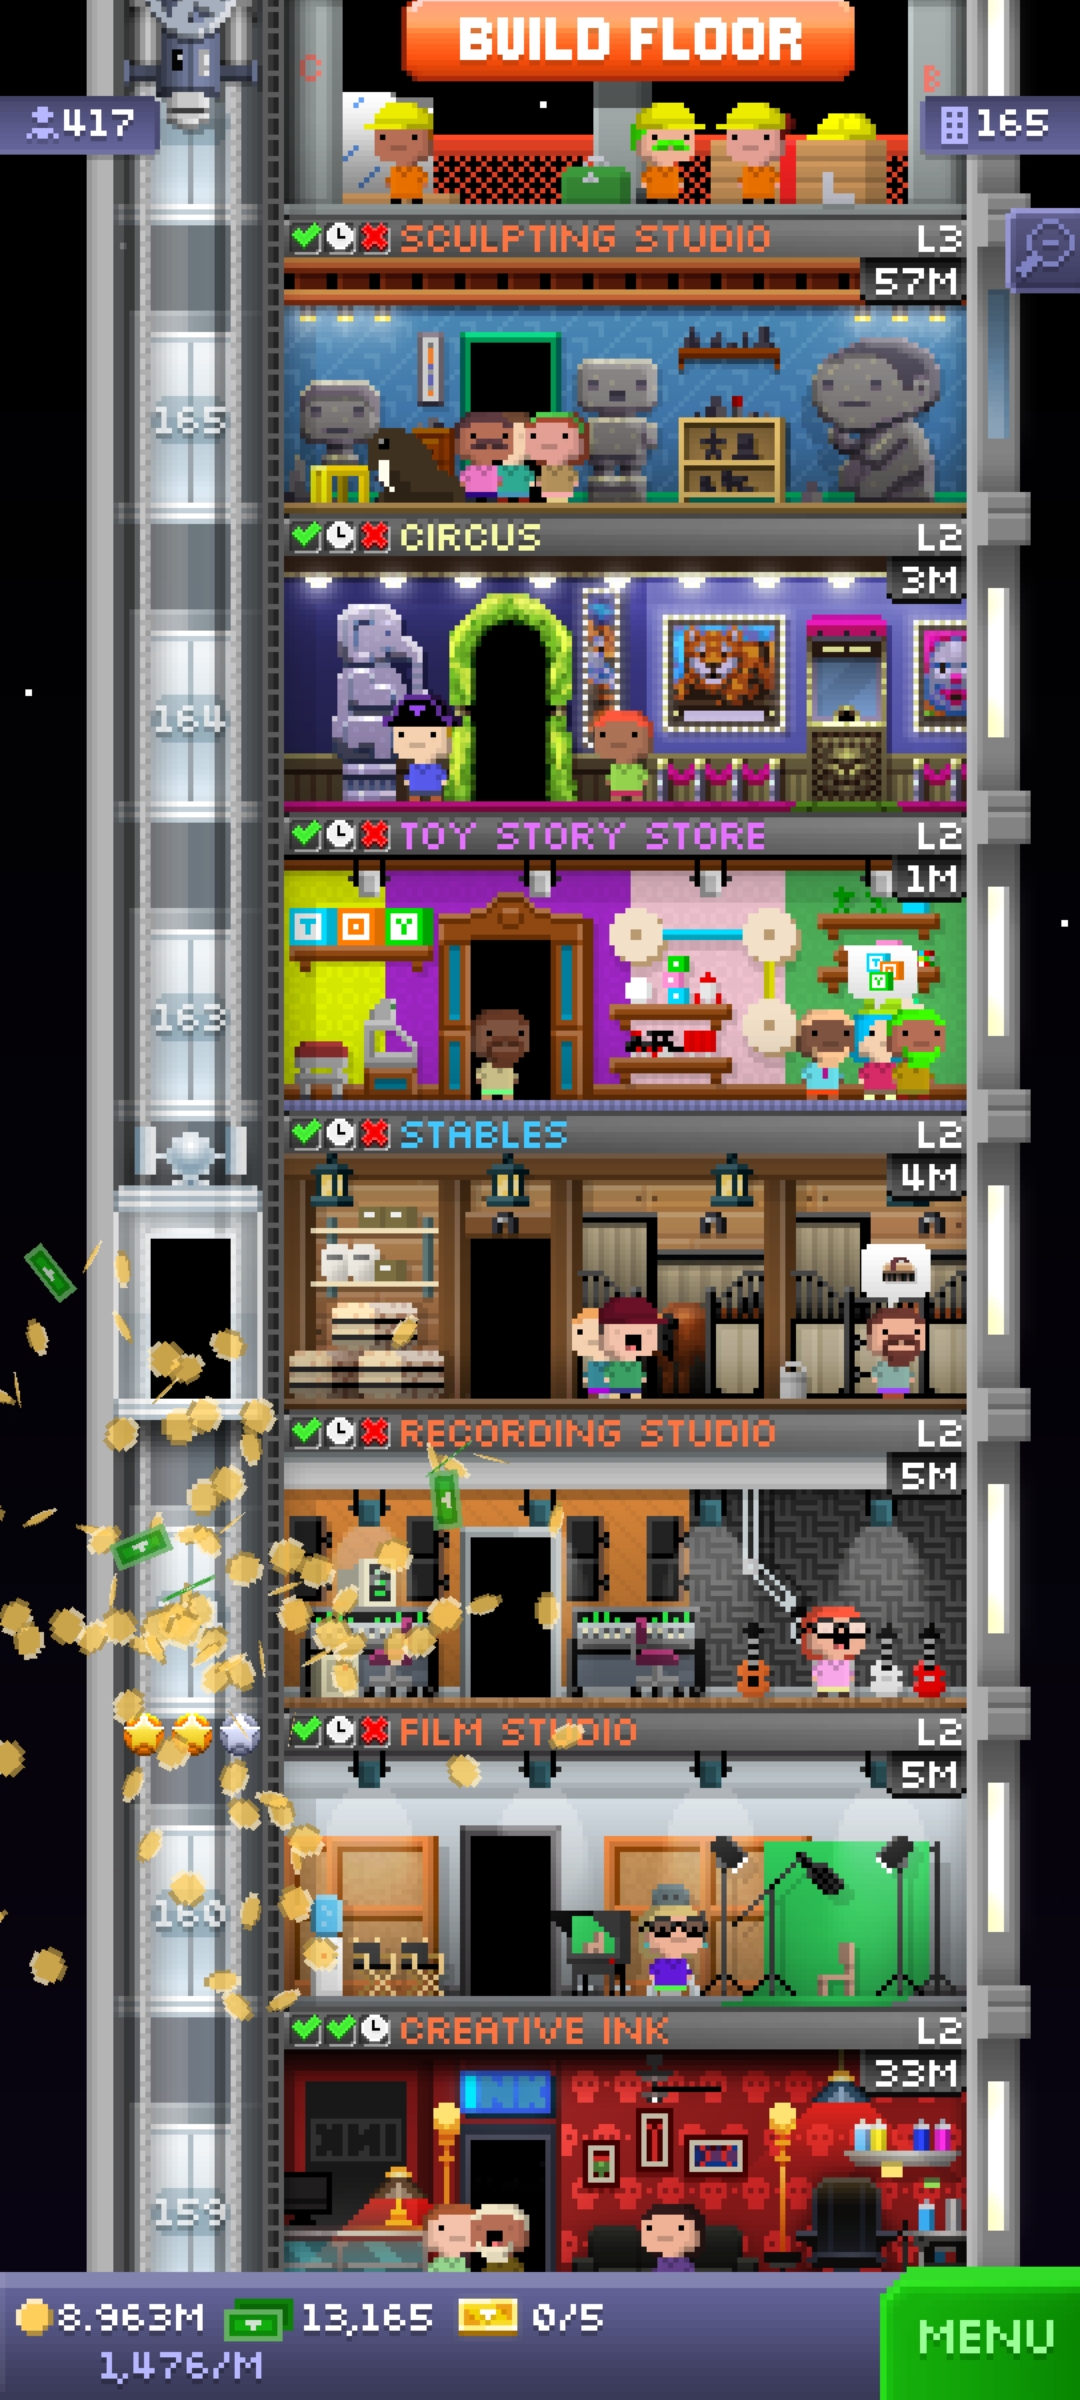 BUILD FLOOR
C
B
417
165
SCULPTING STUDIO L3
57M
165
CIRCUS L2
3M
164
TOY STORY STORE L2
1M
TOY
163
STABLES L2
4M
RECORDING STUDIO L2
5M
FILM STUDIO L2
5M
160
CREATIVE INK L2
33M
INK
159
8.963M 13,165 0/5
1,476/M
MENU